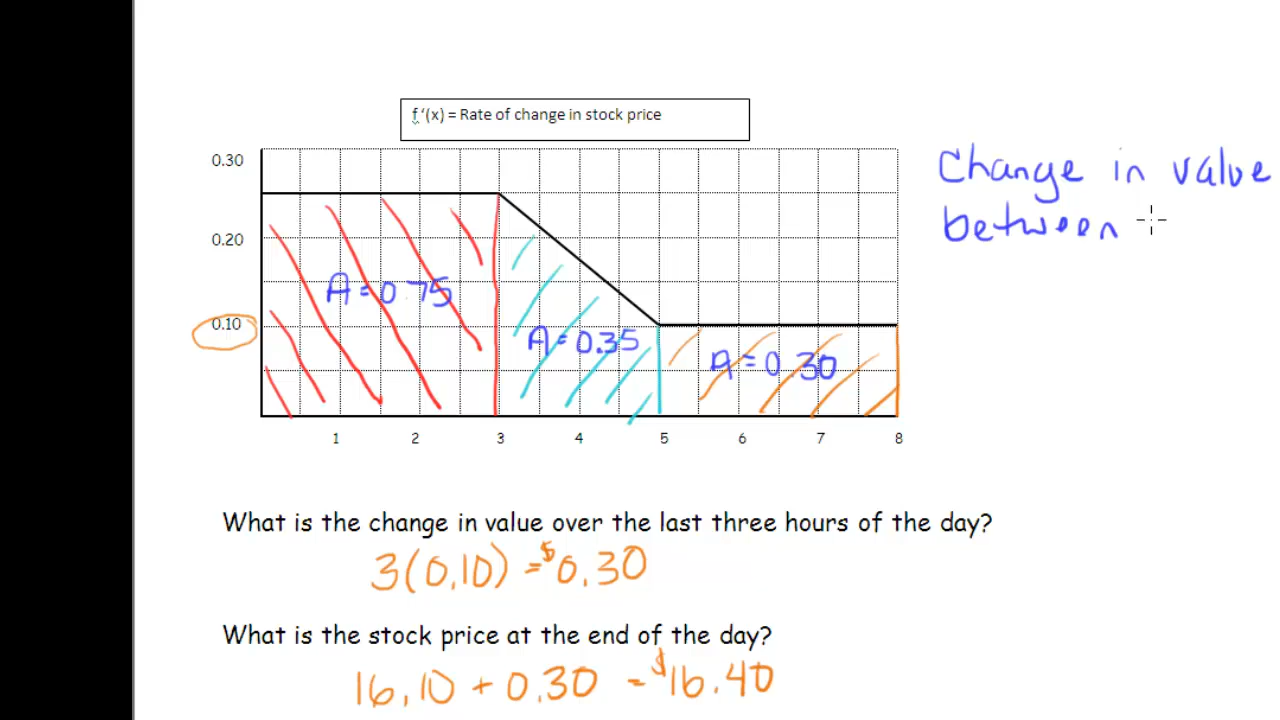 f '(x) = Rate of change in stock price
0.30
0.20
0.10
Change in value
between
A = 0.75
A = 0.35
A = 0.30
1 2 3 4 5 6 7 8
What is the change in value over the last three hours of the day?
3(0.10) = $0.30
What is the stock price at the end of the day?
16.10 + 0.30 = $16.40